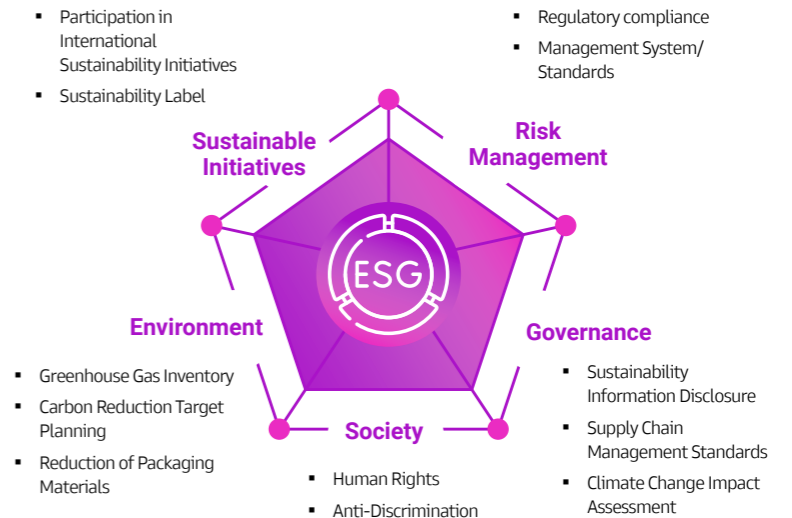 Participation in
International
Sustainability Initiatives
Sustainability Label
Regulatory compliance
Management System/
Standards
Sustainable
Initiatives
Risk
Management
ESG
Environment
Greenhouse Gas Inventory
Carbon Reduction Target
Planning
Reduction of Packaging
Materials
Governance
Sustainability
Information Disclosure
Supply Chain
Management Standards
Climate Change Impact
Assessment
Society
Human Rights
Anti-Discrimination